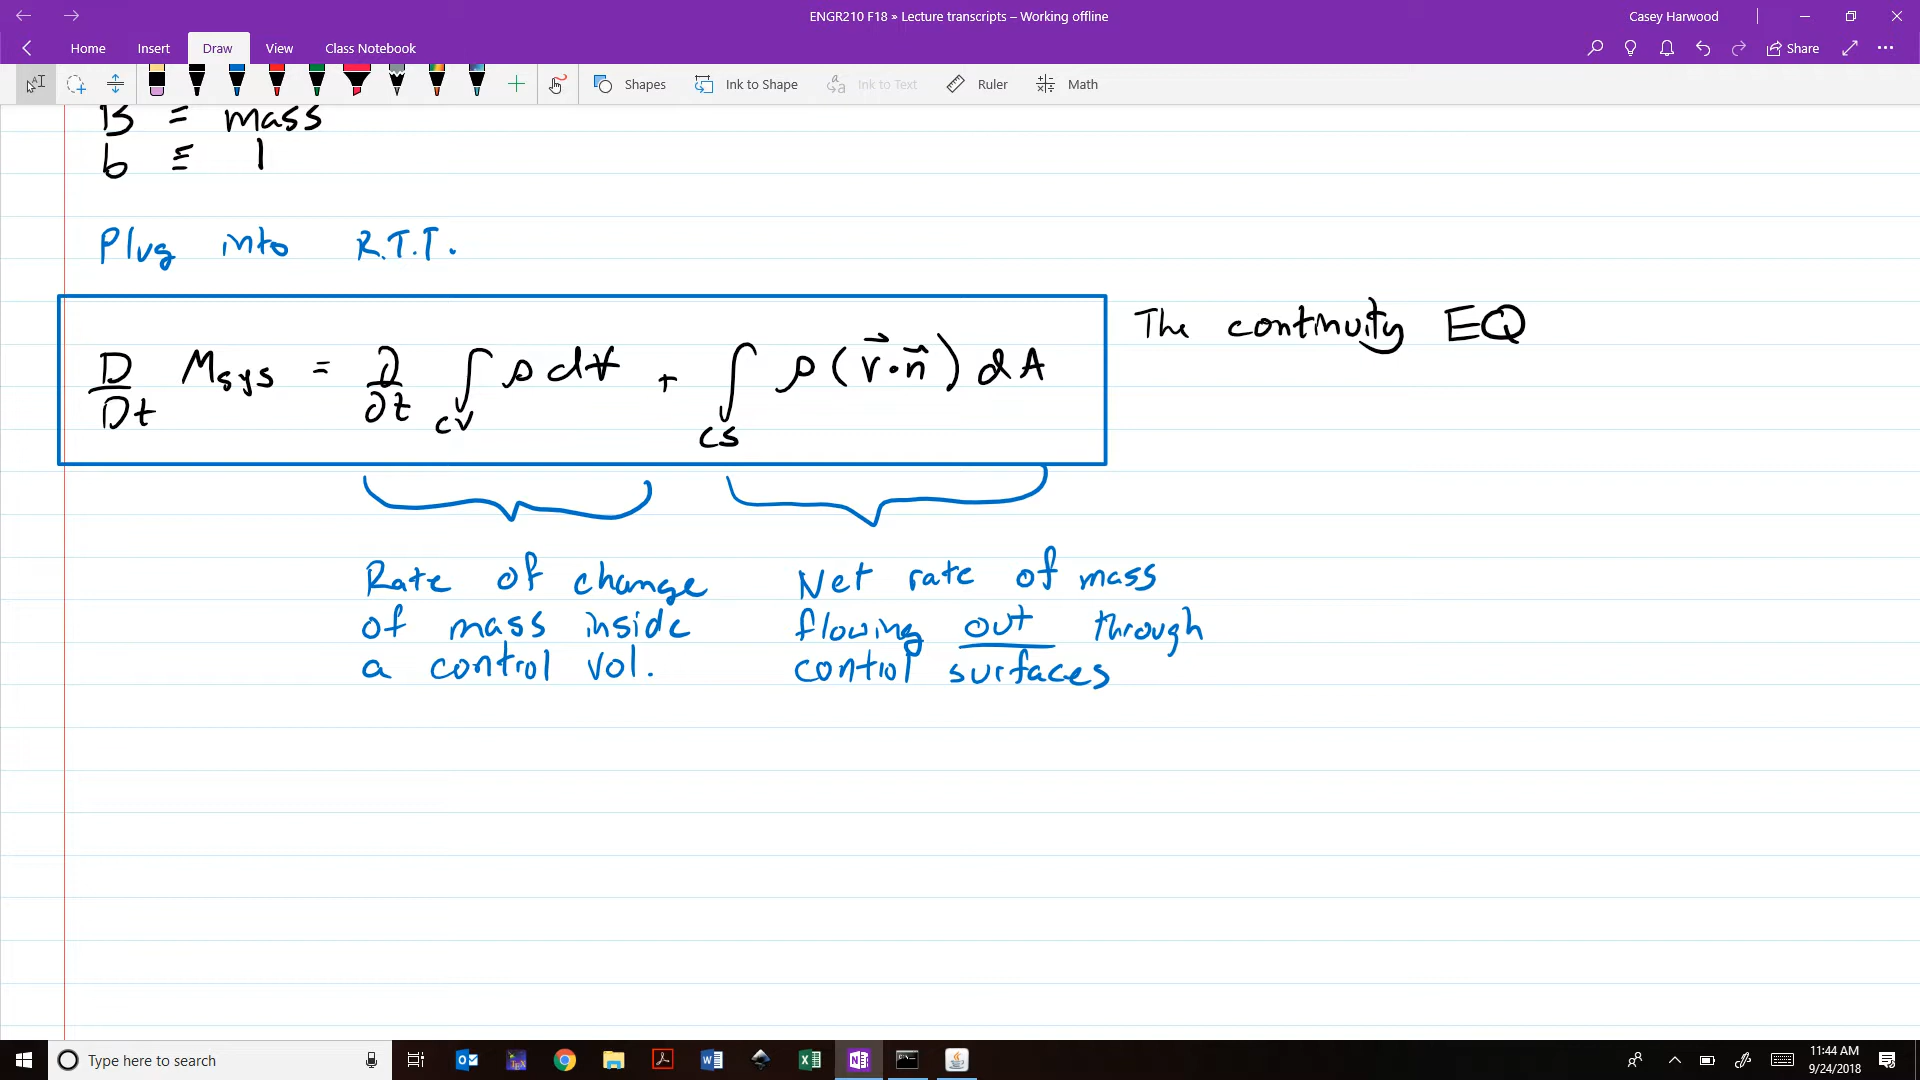 ENGR210 F18 » Lecture transcripts – Working offline
Casey Harwood
Home Insert Draw View Class Notebook
Share
Shapes Ink to Shape Ink to Text Ruler Math
B = mass
b ≡ 1
Plug into R.T.T.
D/Dt Msys = ∂/∂t ∫CV ρ dV̶ + ∫CS ρ (v⃗ · n⃗) dA
The continuity EQ
Rate of change
of mass inside
a control vol.
Net rate of mass
flowing out through
control surfaces
Type here to search
11:44 AM
9/24/2018